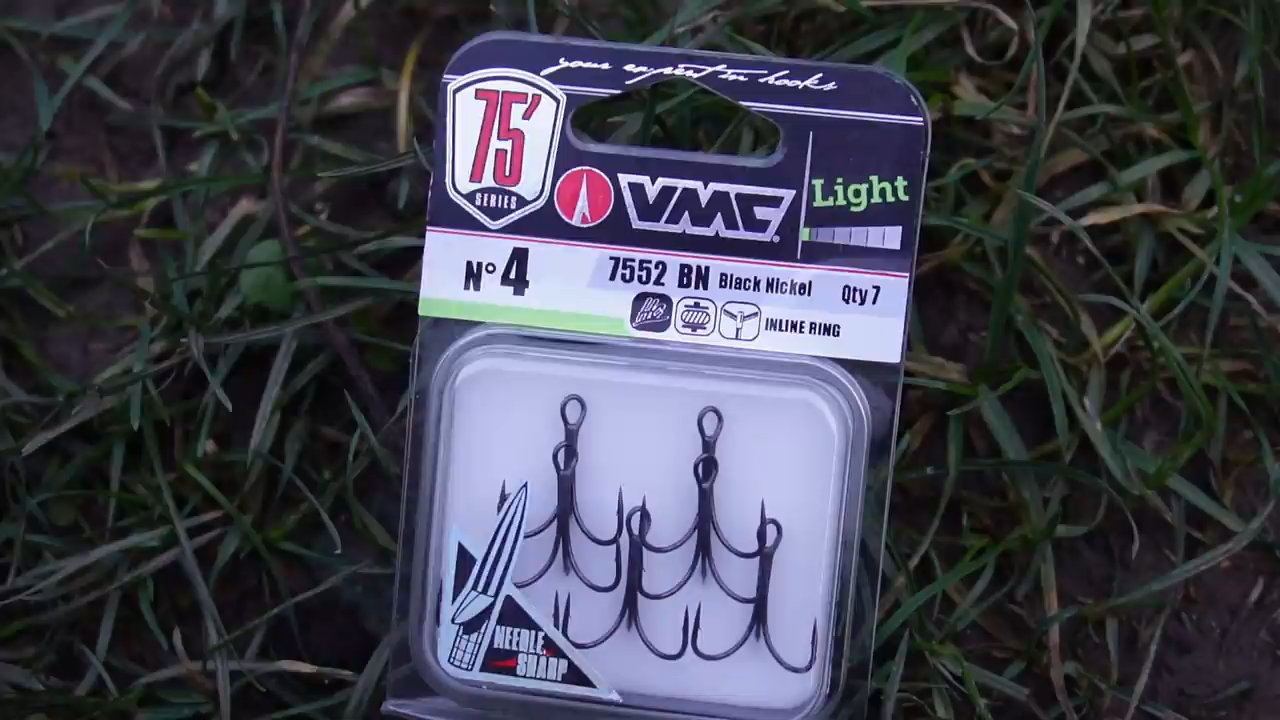 your expert in hooks
75'
SERIES
VMC
Light
N° 4
7552 BN Black Nickel Qty 7
INLINE RING
NEEDLE
SHARP